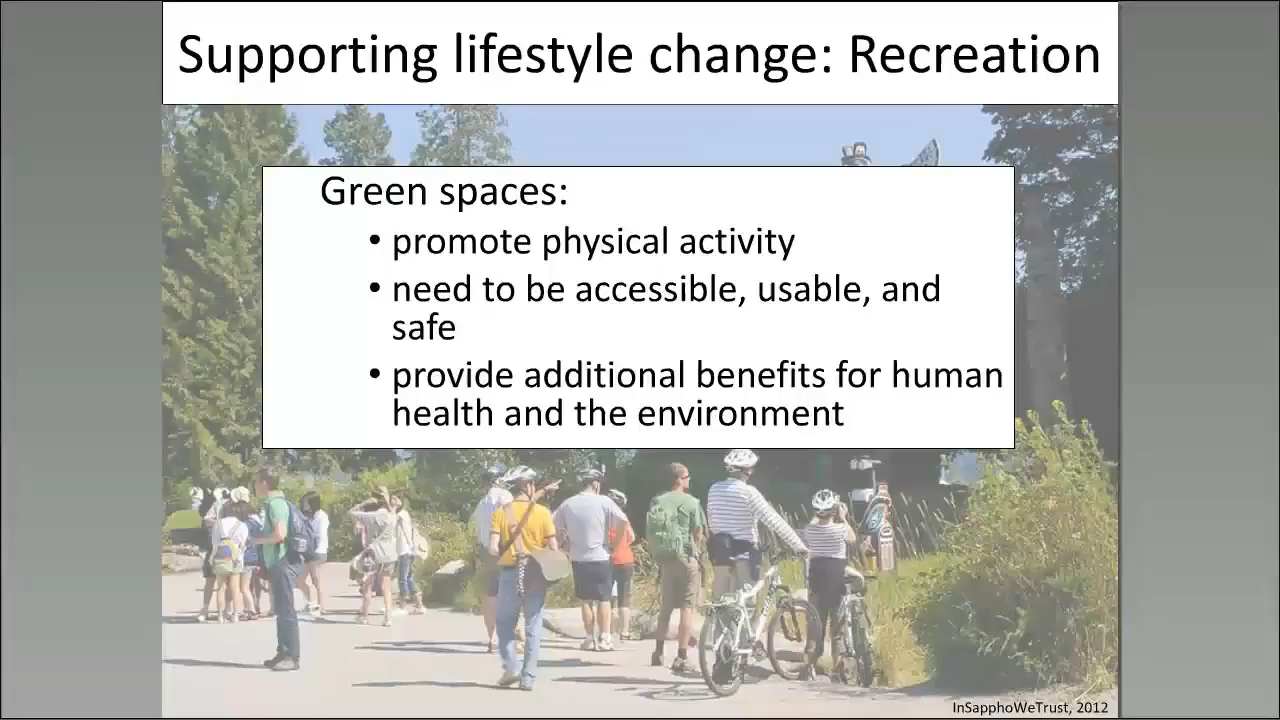 Supporting lifestyle change: Recreation
Green spaces:
• promote physical activity
• need to be accessible, usable, and
safe
• provide additional benefits for human
health and the environment
InSapphoWeTrust, 2012